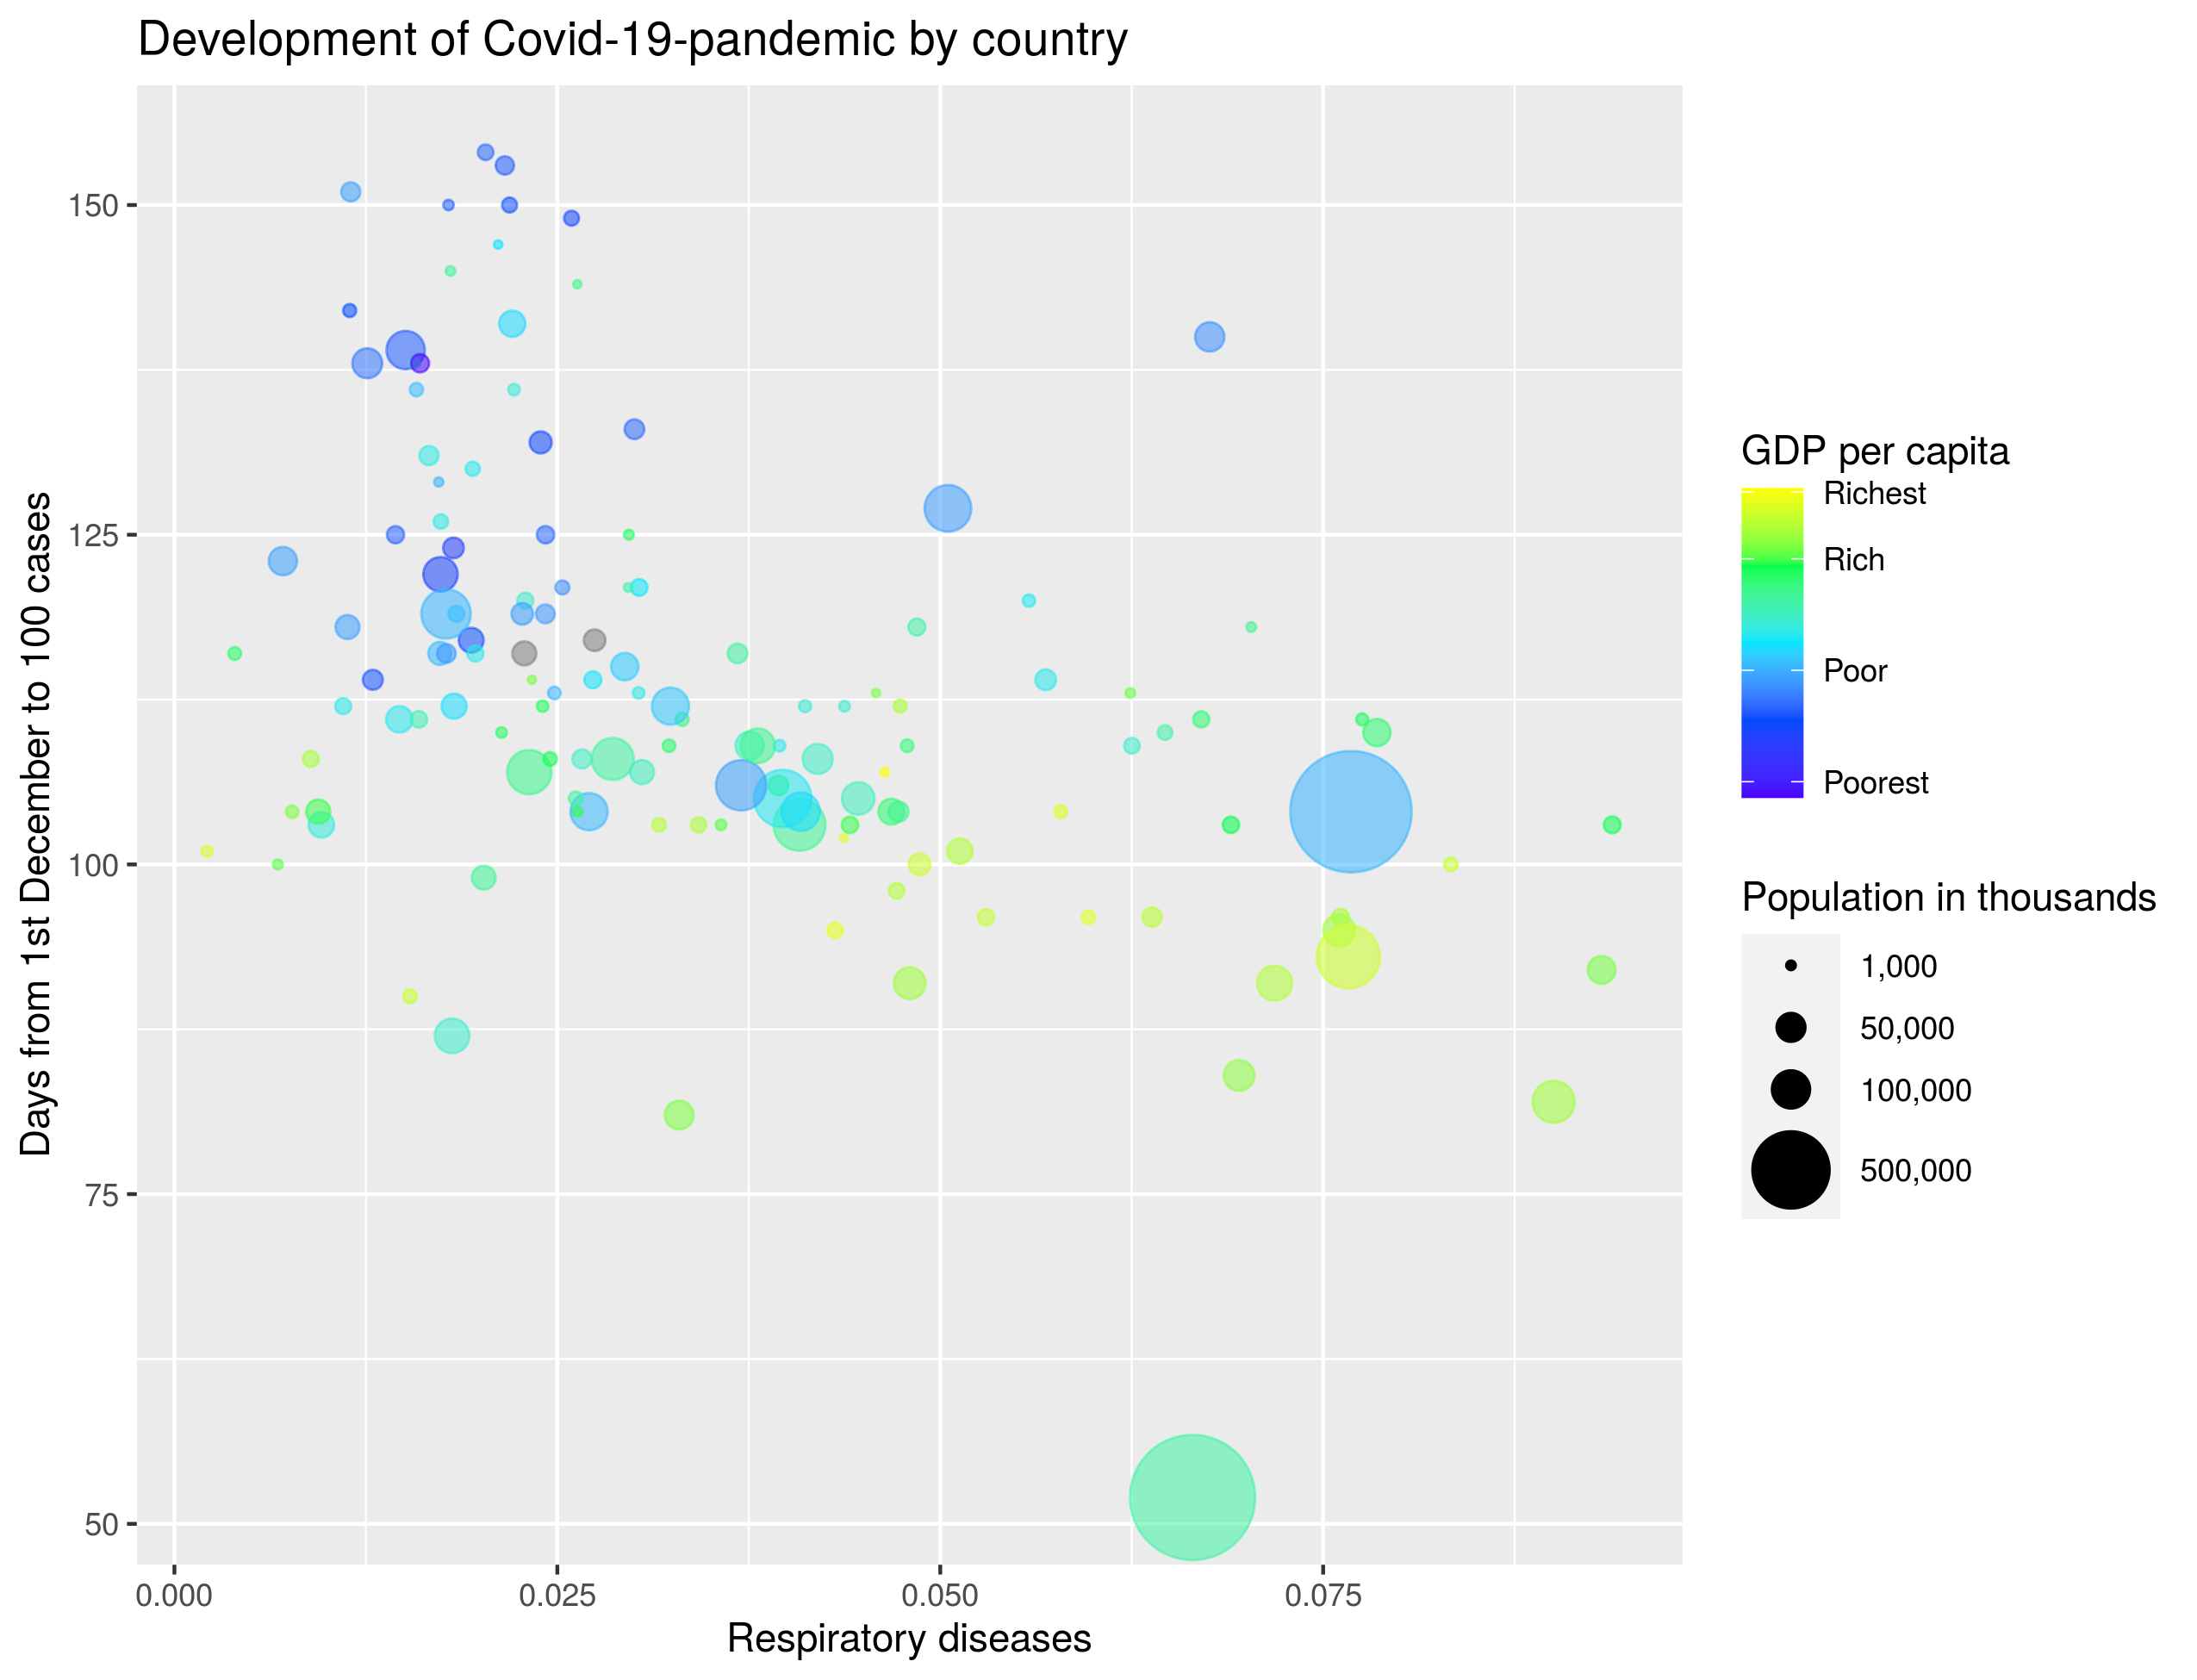 Development of Covid-19-pandemic by country
Days from 1st December to 100 cases
150
125
100
75
50
0.000
0.025
0.050
0.075
Respiratory diseases
GDP per capita
Richest
Rich
Poor
Poorest
Population in thousands
1,000
50,000
100,000
500,000